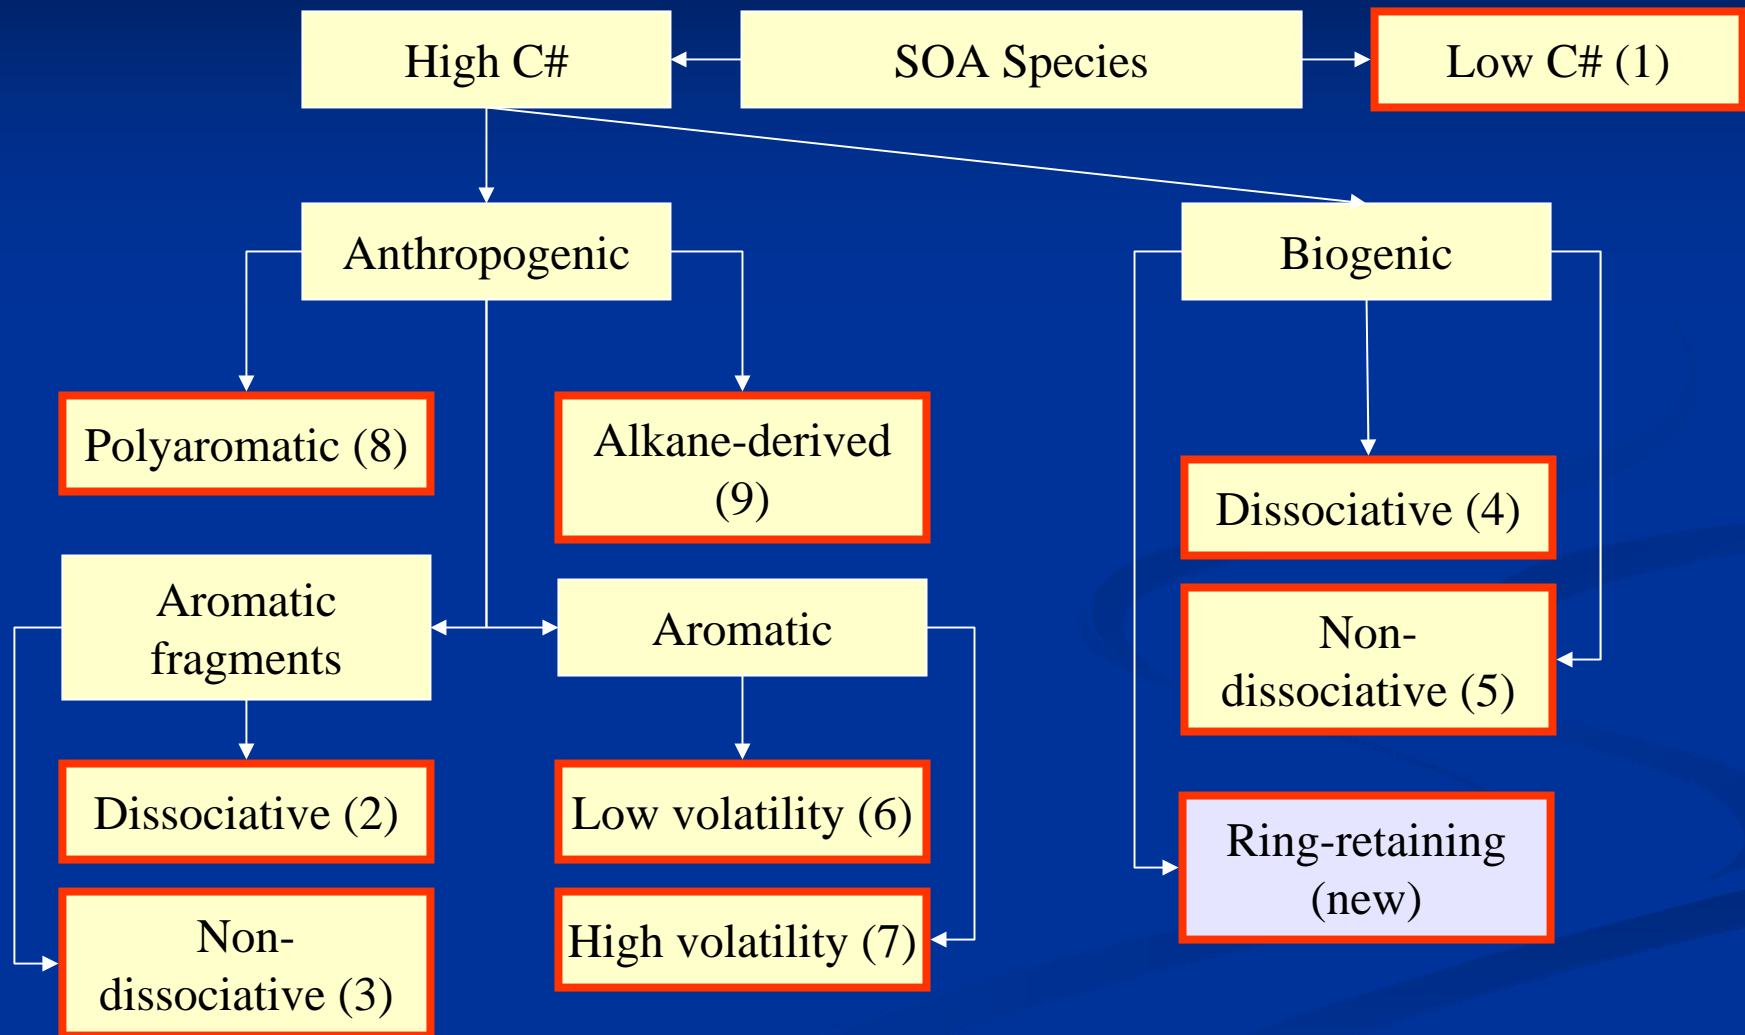 High C#
SOA Species
Low C# (1)
Anthropogenic
Biogenic
Polyaromatic (8)
Alkane-derived
(9)
Dissociative (4)
Aromatic
fragments
Aromatic
Non-
dissociative (5)
Dissociative (2)
Low volatility (6)
Ring-retaining
(new)
Non-
dissociative (3)
High volatility (7)